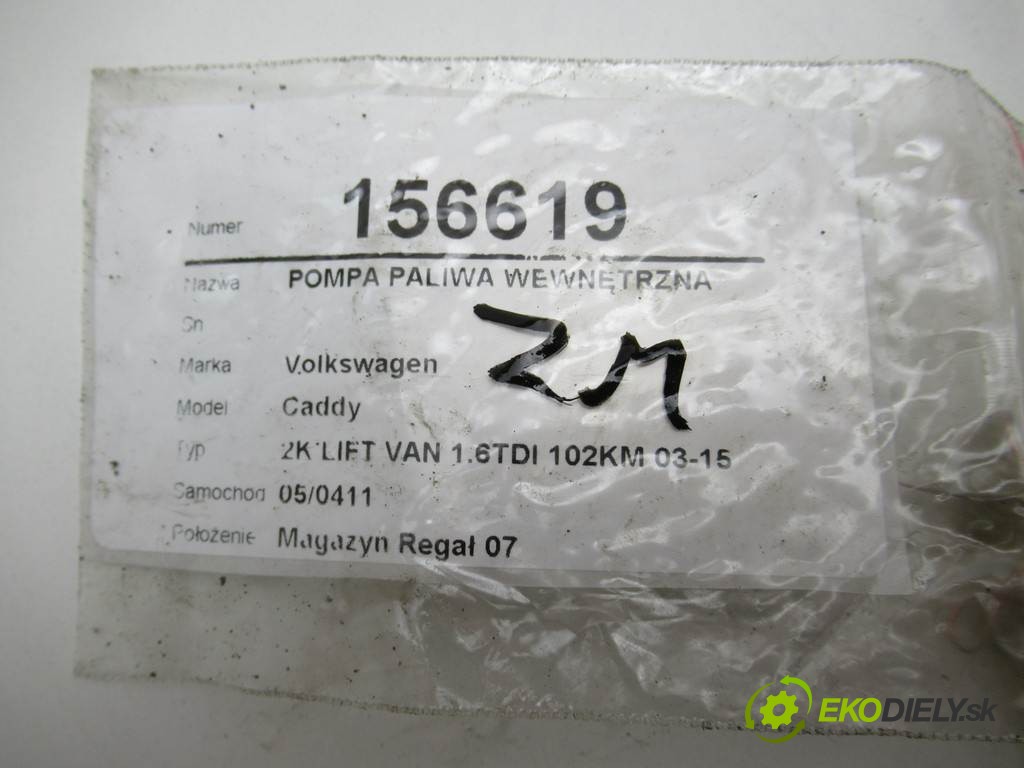 Numer 156619
Nazwa POMPA PALIWA WEWNĘTRZNA
Sn
Marka Volkswagen
ZM
Model Caddy
Typ 2K LIFT VAN 1.6TDI 102KM 03-15
Samochod 05/0411
Położenie Magazyn Regał 07
EKODIELY.sk